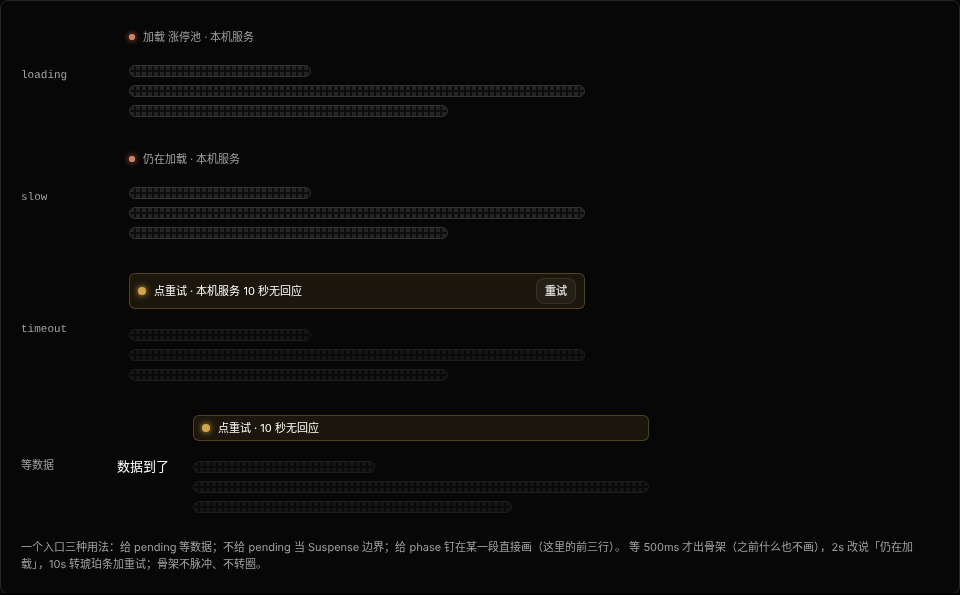 加载 涨停池 · 本机服务
loading
仍在加载 · 本机服务
slow
点重试 · 本机服务 10 秒无回应 重试
timeout
点重试 · 10 秒无回应
等数据 数据到了
一个入口三种用法：给 pending 等数据；不给 pending 当 Suspense 边界；给 phase 钉在某一段直接画（这里的前三行）。 等 500ms 才出骨架（之前什么也不画），2s 改说「仍在加
载」，10s 转琥珀条加重试；骨架不脉冲、不转圈。